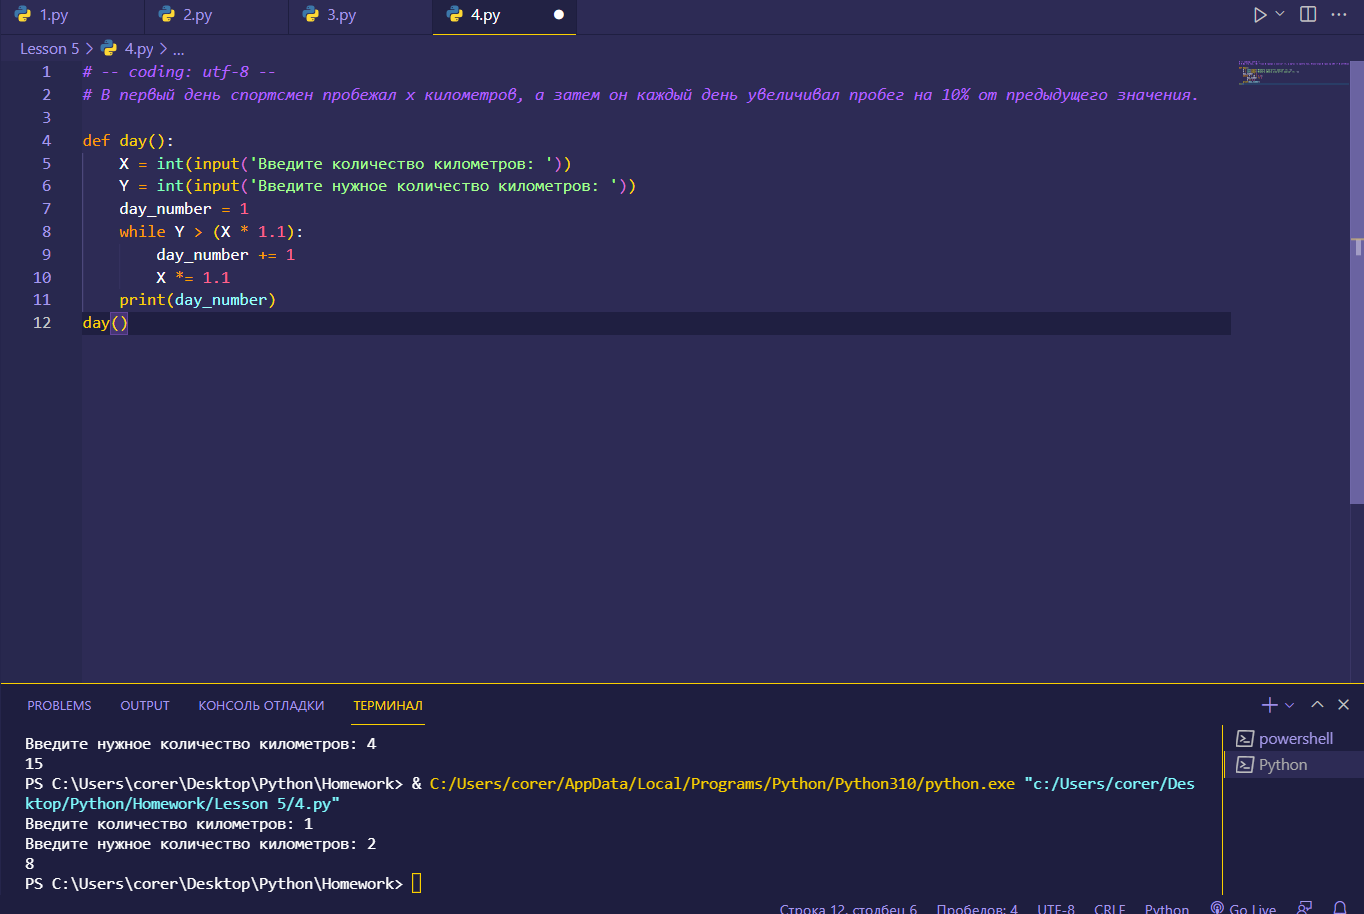 1.py 2.py 3.py 4.py
Lesson 5 > 4.py > ...
1 # -- coding: utf-8 --
2 # В первый день спортсмен пробежал x километров, а затем он каждый день увеличивал пробег на 10% от предыдущего значения.
3
4 def day():
5 X = int(input('Введите количество километров: '))
6 Y = int(input('Введите нужное количество километров: '))
7 day_number = 1
8 while Y > (X * 1.1):
9 day_number += 1
10 X *= 1.1
11 print(day_number)
12 day()
PROBLEMS OUTPUT КОНСОЛЬ ОТЛАДКИ ТЕРМИНАЛ
Введите нужное количество километров: 4
15
PS C:\Users\corer\Desktop\Python\Homework> & C:/Users/corer/AppData/Local/Programs/Python/Python310/python.exe "c:/Users/corer/Des
ktop/Python/Homework/Lesson 5/4.py"
Введите количество километров: 1
Введите нужное количество километров: 2
8
PS C:\Users\corer\Desktop\Python\Homework>
powershell
Python
Строка 12, столбец 6 Пробелов: 4 UTF-8 CRLF Python Go Live